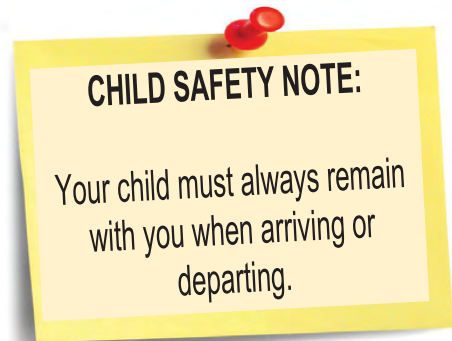 CHILD SAFETY NOTE:
Your child must always remain
with you when arriving or
departing.